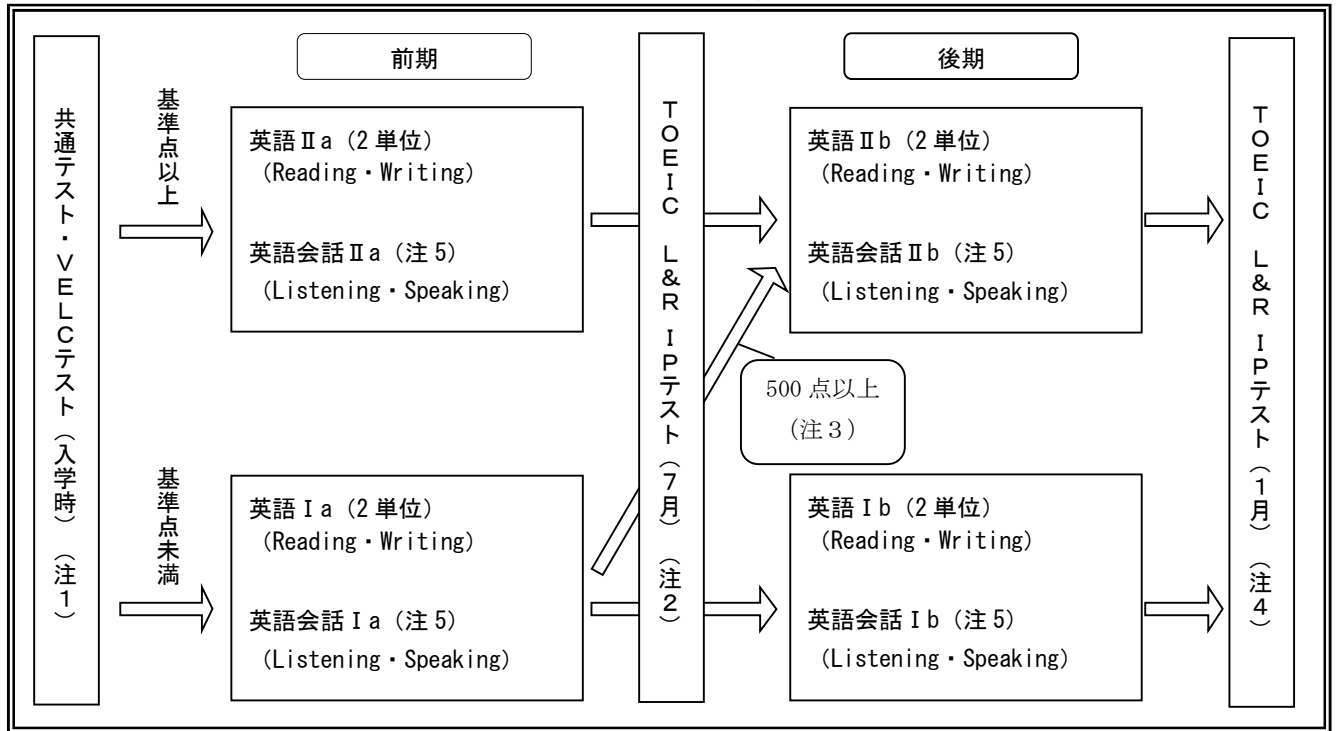 前期
後期
共通テスト・VELCテスト（入学時）（注1）
基準点以上
英語Ⅱa（2単位）
（Reading・Writing）
英語会話Ⅱa（注5）
（Listening・Speaking）
TOEIC L&R IPテスト（7月）（注2）
英語Ⅱb（2単位）
（Reading・Writing）
英語会話Ⅱb（注5）
（Listening・Speaking）
TOEIC L&R IPテスト（1月）（注4）
500点以上
（注３）
基準点未満
英語Ⅰa（2単位）
（Reading・Writing）
英語会話Ⅰa（注5）
（Listening・Speaking）
英語Ⅰb（2単位）
（Reading・Writing）
英語会話Ⅰb（注5）
（Listening・Speaking）